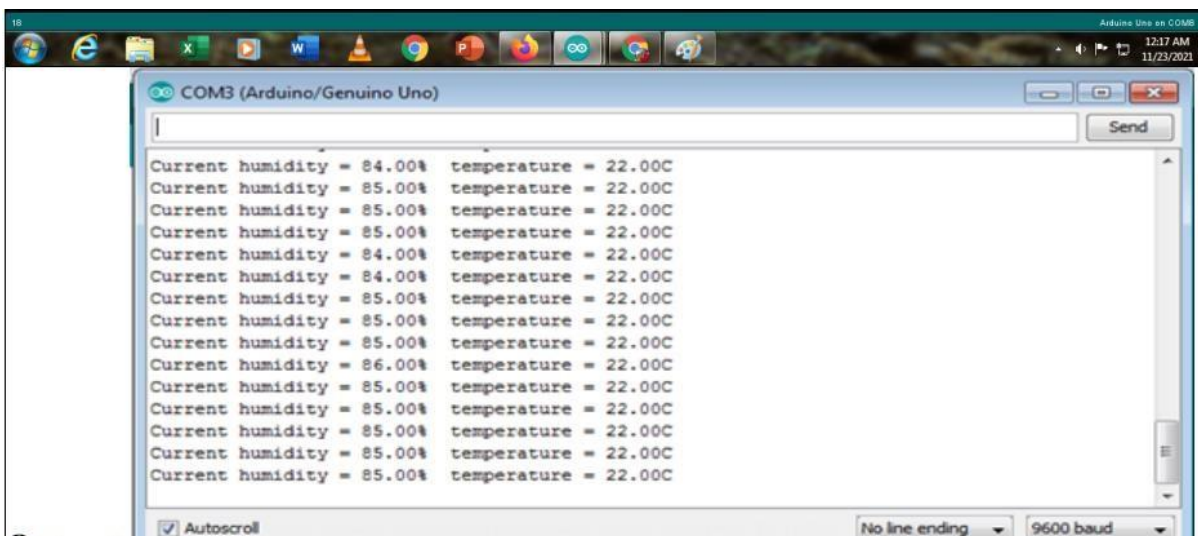 18
Arduino Uno on COM6
12:17 AM
11/23/2021
COM3 (Arduino/Genuino Uno)
Send
Current humidity = 84.00% temperature = 22.00C
Current humidity = 85.00% temperature = 22.00C
Current humidity = 85.00% temperature = 22.00C
Current humidity = 85.00% temperature = 22.00C
Current humidity = 84.00% temperature = 22.00C
Current humidity = 84.00% temperature = 22.00C
Current humidity = 85.00% temperature = 22.00C
Current humidity = 85.00% temperature = 22.00C
Current humidity = 85.00% temperature = 22.00C
Current humidity = 86.00% temperature = 22.00C
Current humidity = 85.00% temperature = 22.00C
Current humidity = 85.00% temperature = 22.00C
Current humidity = 85.00% temperature = 22.00C
Current humidity = 85.00% temperature = 22.00C
Current humidity = 85.00% temperature = 22.00C
Autoscroll
No line ending
9600 baud